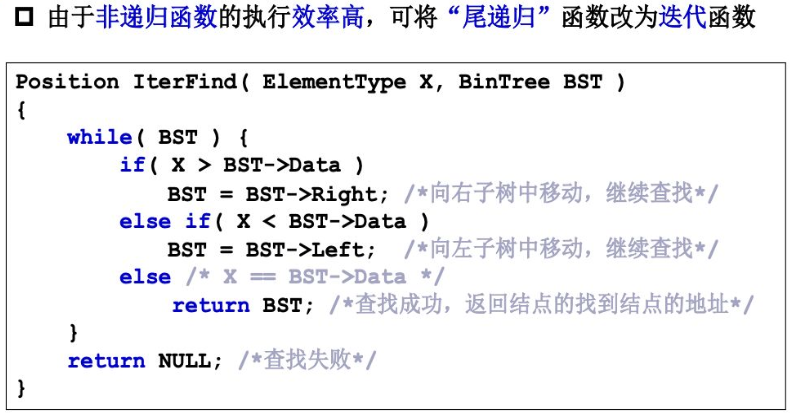 由于非递归函数的执行效率高，可将“尾递归”函数改为迭代函数
Position IterFind( ElementType X, BinTree BST )
{
    while( BST ) {
        if( X > BST->Data )
            BST = BST->Right; /*向右子树中移动，继续查找*/
        else if( X < BST->Data )
            BST = BST->Left;  /*向左子树中移动，继续查找*/
        else /* X == BST->Data */
            return BST; /*查找成功，返回结点的找到结点的地址*/
    }
    return NULL; /*查找失败*/
}